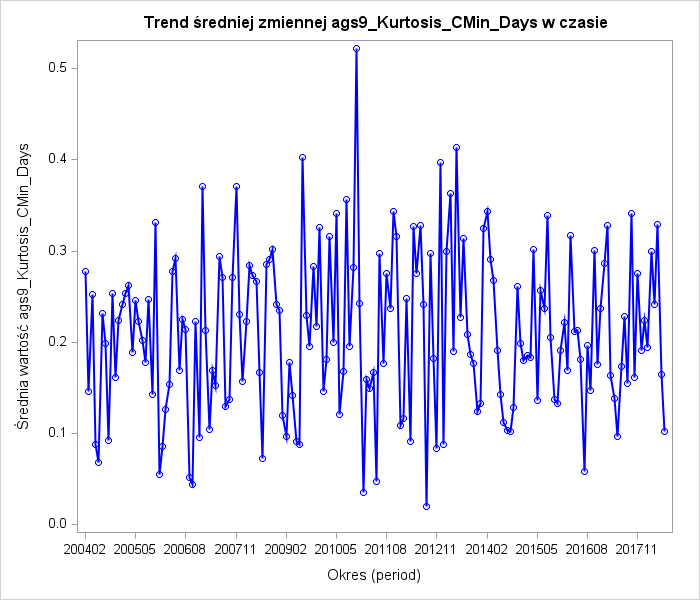 Trend średniej zmiennej ags9_Kurtosis_CMin_Days w czasie
Średnia wartość ags9_Kurtosis_CMin_Days
0.5
0.4
0.3
0.2
0.1
0.0
200402 200505 200608 200711 200902 201005 201108 201211 201402 201505 201608 201711
Okres (period)